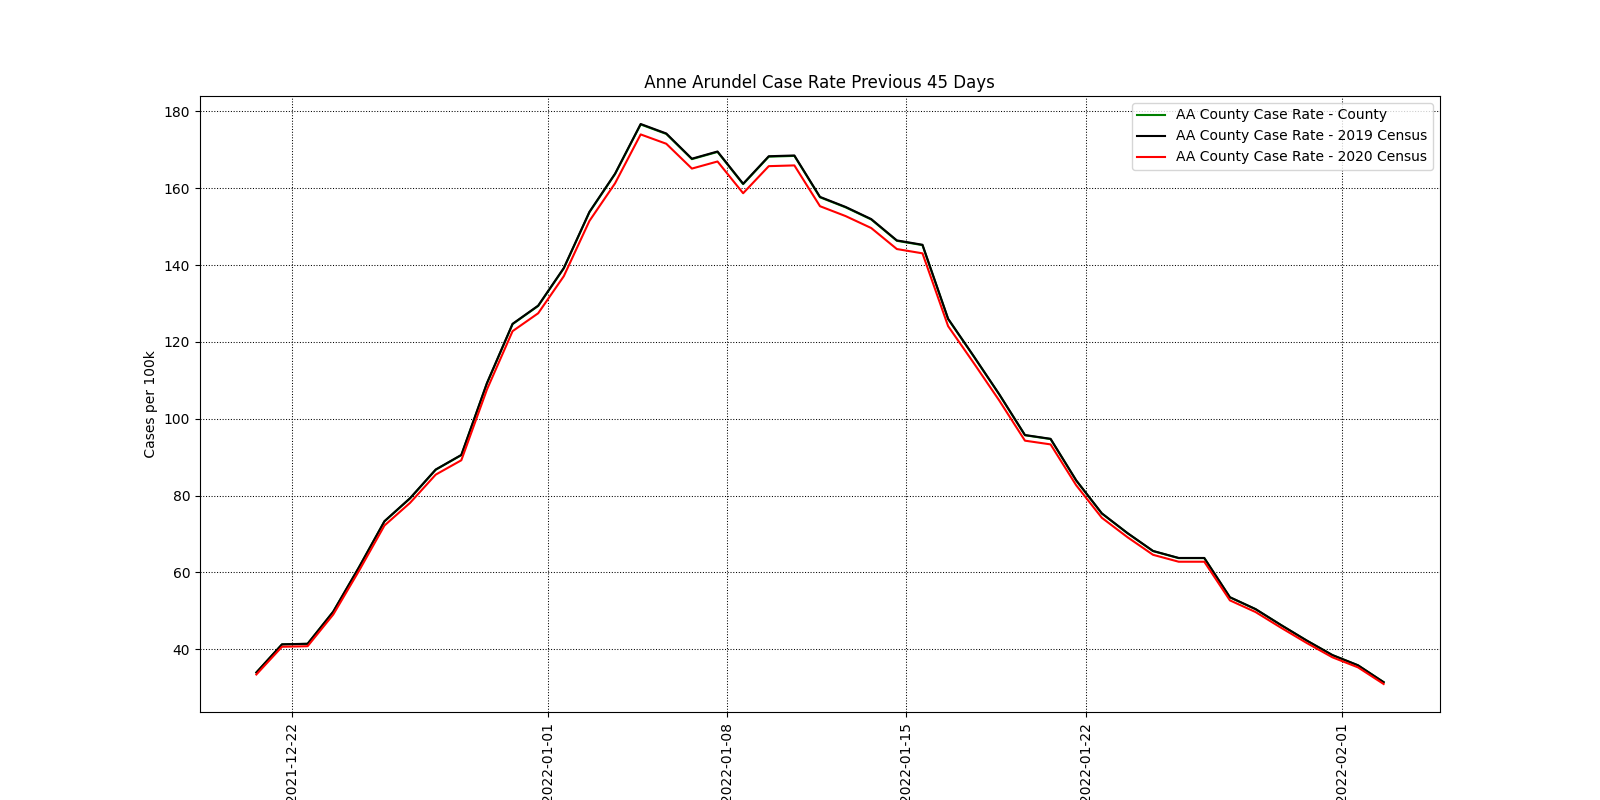 Anne Arundel Case Rate Previous 45 Days
AA County Case Rate - County
AA County Case Rate - 2019 Census
AA County Case Rate - 2020 Census
Cases per 100k
180
160
140
120
100
80
60
40
2021-12-22
2022-01-01
2022-01-08
2022-01-15
2022-01-22
2022-02-01